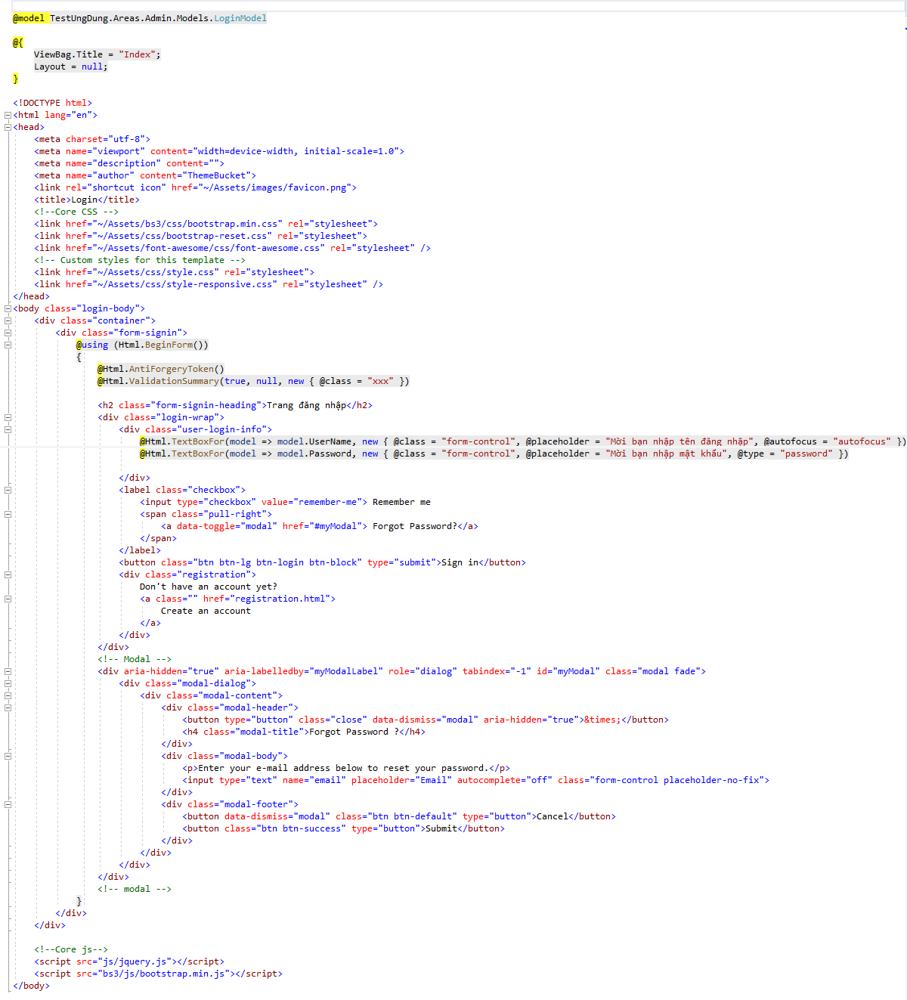 @model TestUngDung.Areas.Admin.Models.LoginModel
@{
ViewBag.Title = "Index";
Layout = null;
}
<!DOCTYPE html>
<html lang="en">
<head>
<meta charset="utf-8">
<meta name="viewport" content="width=device-width, initial-scale=1.0">
<meta name="description" content="">
<meta name="author" content="ThemeBucket">
<link rel="shortcut icon" href="~/Assets/images/favicon.png">
<title>Login</title>
<!--Core CSS -->
<link href="~/Assets/bs3/css/bootstrap.min.css" rel="stylesheet">
<link href="~/Assets/css/bootstrap-reset.css" rel="stylesheet">
<link href="~/Assets/font-awesome/css/font-awesome.css" rel="stylesheet" />
<!-- Custom styles for this template -->
<link href="~/Assets/css/style.css" rel="stylesheet">
<link href="~/Assets/css/style-responsive.css" rel="stylesheet" />
</head>
<body class="login-body">
<div class="container">
<div class="form-signin">
@using (Html.BeginForm())
{
@Html.AntiForgeryToken()
@Html.ValidationSummary(true, null, new { @class = "xxx" })
<h2 class="form-signin-heading">Trang đăng nhập</h2>
<div class="login-wrap">
<div class="user-login-info">
@Html.TextBoxFor(model => model.UserName, new { @class = "form-control", @placeholder = "Mời bạn nhập tên đăng nhập", @autofocus = "autofocus" })
@Html.TextBoxFor(model => model.Password, new { @class = "form-control", @placeholder = "Mời bạn nhập mật khẩu", @type = "password" })
</div>
<label class="checkbox">
<input type="checkbox" value="remember-me"> Remember me
<span class="pull-right">
<a data-toggle="modal" href="#myModal"> Forgot Password?</a>
</span>
</label>
<button class="btn btn-lg btn-login btn-block" type="submit">Sign in</button>
<div class="registration">
Don't have an account yet?
<a class="" href="registration.html">
Create an account
</a>
</div>
</div>
<!-- Modal -->
<div aria-hidden="true" aria-labelledby="myModalLabel" role="dialog" tabindex="-1" id="myModal" class="modal fade">
<div class="modal-dialog">
<div class="modal-content">
<div class="modal-header">
<button type="button" class="close" data-dismiss="modal" aria-hidden="true">&times;</button>
<h4 class="modal-title">Forgot Password ?</h4>
</div>
<div class="modal-body">
<p>Enter your e-mail address below to reset your password.</p>
<input type="text" name="email" placeholder="Email" autocomplete="off" class="form-control placeholder-no-fix">
</div>
<div class="modal-footer">
<button data-dismiss="modal" class="btn btn-default" type="button">Cancel</button>
<button class="btn btn-success" type="button">Submit</button>
</div>
</div>
</div>
</div>
<!-- modal -->
}
</div>
</div>
<!--Core js-->
<script src="js/jquery.js"></script>
<script src="bs3/js/bootstrap.min.js"></script>
</body>